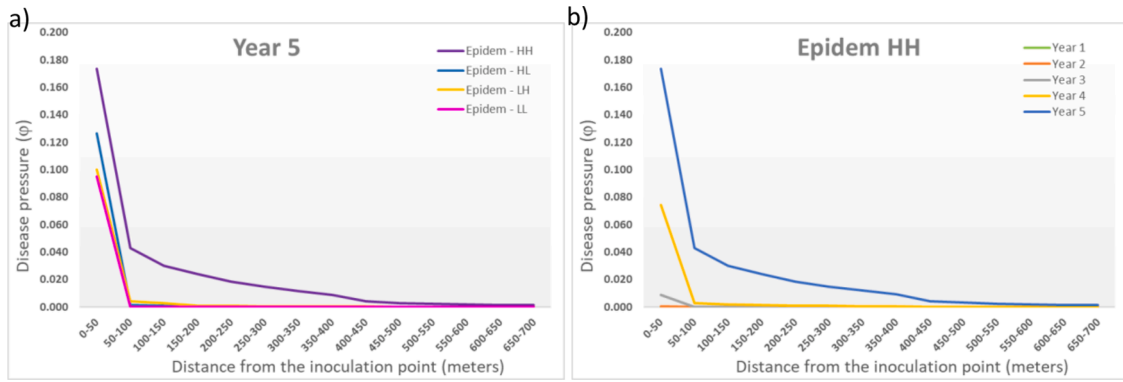 a)
Year 5
Epidem - HH
Epidem - HL
Epidem - LH
Epidem - LL
Disease pressure (φ)
0.200
0.180
0.160
0.140
0.120
0.100
0.080
0.060
0.040
0.020
0.000
0-50
50-100
100-150
150-200
200-250
250-300
300-350
350-400
400-450
450-500
500-550
550-600
600-650
650-700
Distance from the inoculation point (meters)
b)
Epidem HH
Year 1
Year 2
Year 3
Year 4
Year 5
Disease pressure (φ)
0.200
0.180
0.160
0.140
0.120
0.100
0.080
0.060
0.040
0.020
0.000
0-50
50-100
100-150
150-200
200-250
250-300
300-350
350-400
400-450
450-500
500-550
550-600
600-650
650-700
Distance from the inoculation point (meters)